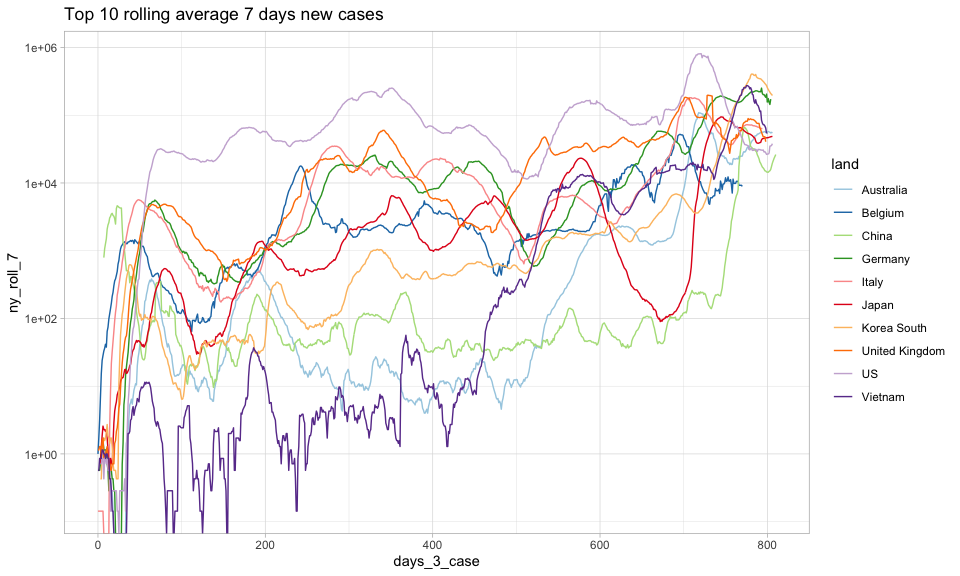 Top 10 rolling average 7 days new cases
1e+06
1e+04
1e+02
1e+00
ny_roll_7
0
200
400
600
800
days_3_case
land
Australia
Belgium
China
Germany
Italy
Japan
Korea South
United Kingdom
US
Vietnam